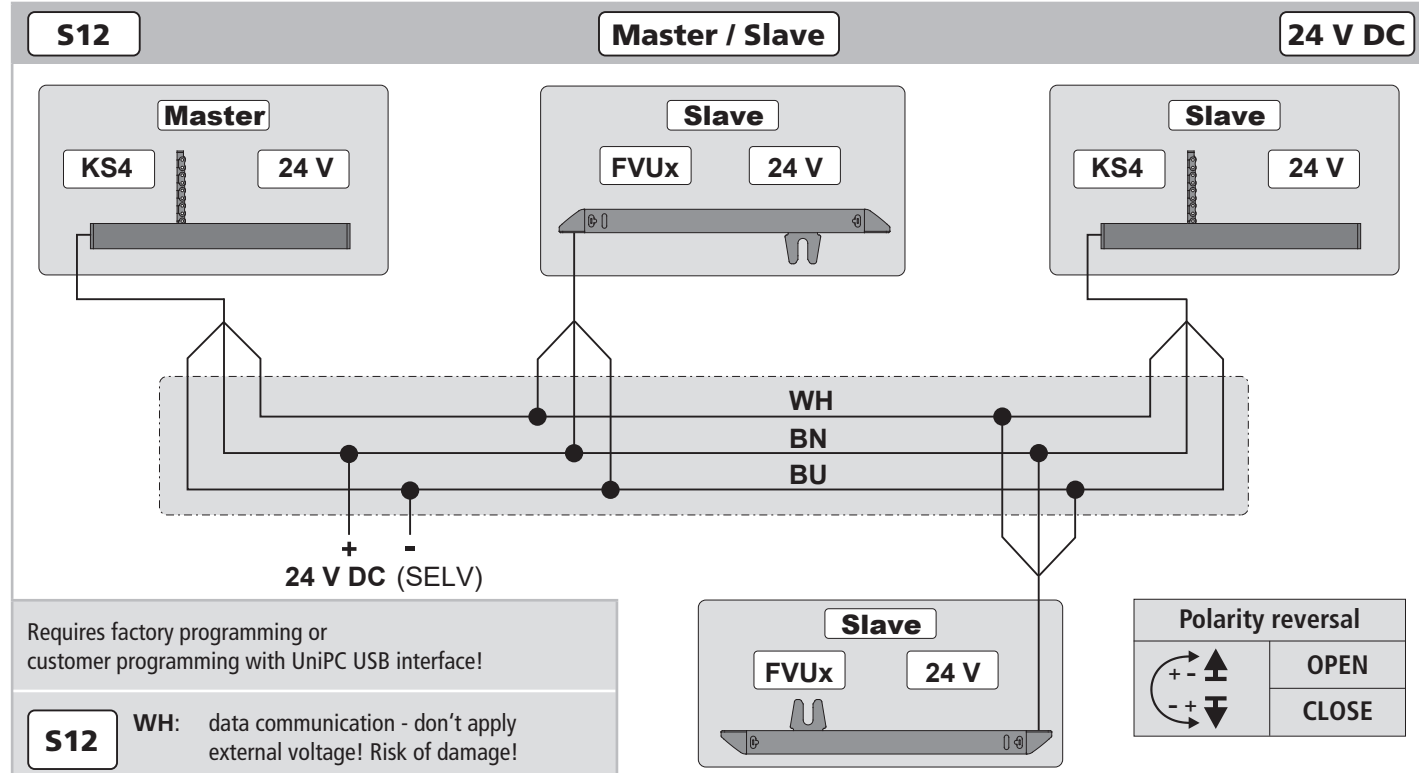 S12 Master / Slave 24 V DC
Master
KS4 24 V
Slave
FVUx 24 V
Slave
KS4 24 V
WH
BN
BU
+ -
24 V DC (SELV)
Requires factory programming or
customer programming with UniPC USB interface!
S12 WH: data communication - don't apply
external voltage! Risk of damage!
Slave
FVUx 24 V
Polarity reversal
+ - OPEN
- + CLOSE